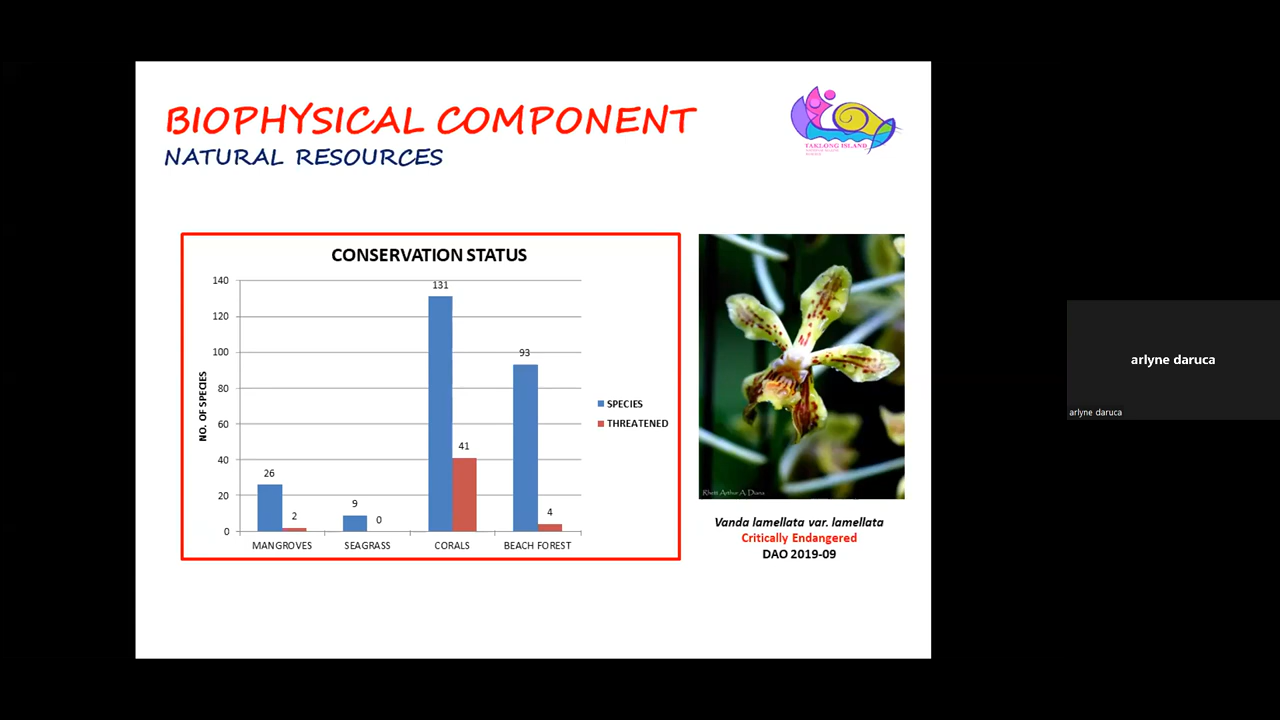 BIOPHYSICAL COMPONENT
NATURAL RESOURCES
TAKLONG ISLAND
CONSERVATION STATUS
NO. OF SPECIES
140
120
100
80
60
40
20
0
26
2
9
0
131
41
93
4
MANGROVES
SEAGRASS
CORALS
BEACH FOREST
SPECIES
THREATENED
Rhett Arthur A. Diana
Vanda lamellata var. lamellata
Critically Endangered
DAO 2019-09
arlyne daruca
arlyne daruca